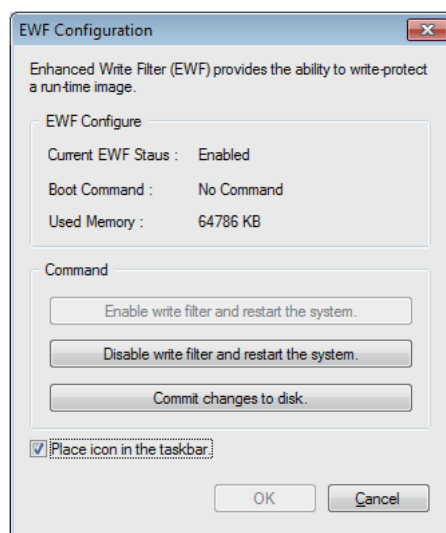 EWF Configuration
Enhanced Write Filter (EWF) provides the ability to write-protect
a run-time image.
EWF Configure
Current EWF Staus : Enabled
Boot Command : No Command
Used Memory : 64786 KB
Command
Enable write filter and restart the system.
Disable write filter and restart the system.
Commit changes to disk.
Place icon in the taskbar.
OK Cancel